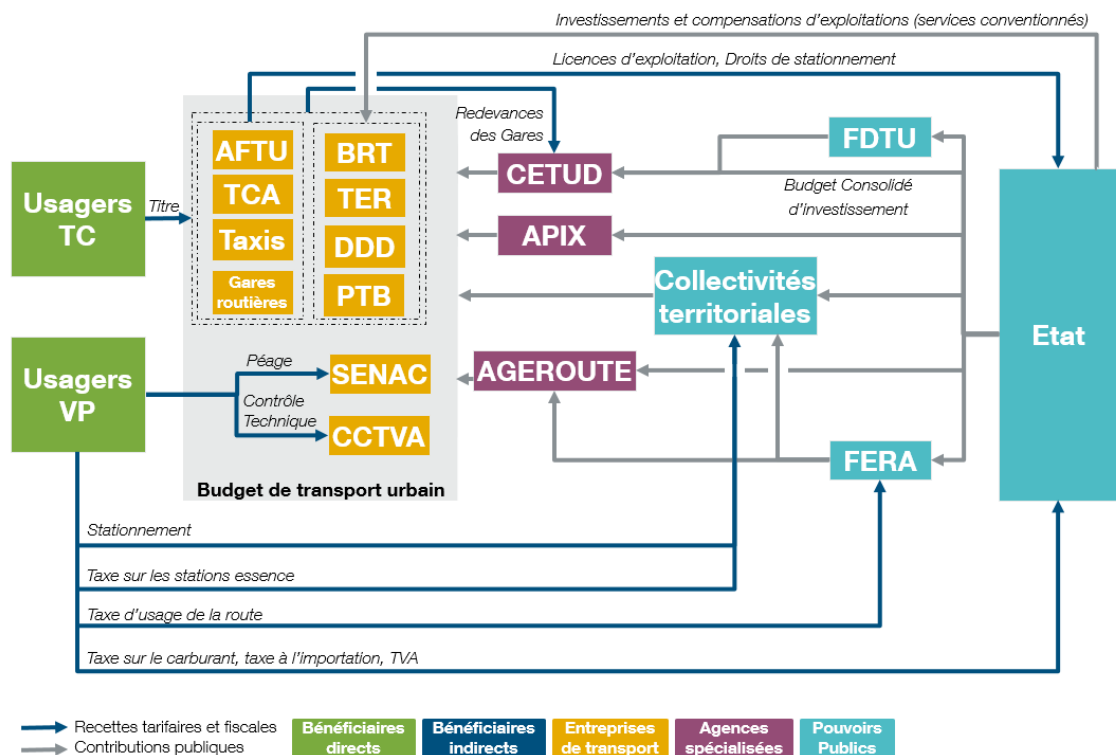 Investissements et compensations d'exploitations (services conventionnés)
Licences d'exploitation, Droits de stationnement
Redevances
des Gares
AFTU
BRT
FDTU
CETUD
Usagers
TC
Titre
TCA
TER
Budget Consolidé
d'investissement
Taxis
DDD
APIX
Gares
routières
PTB
Collectivités
territoriales
Etat
Usagers
VP
Péage
SENAC
AGEROUTE
Contrôle
Technique
CCTVA
FERA
Budget de transport urbain
Stationnement
Taxe sur les stations essence
Taxe d'usage de la route
Taxe sur le carburant, taxe à l'importation, TVA
Recettes tarifaires et fiscales
Contributions publiques
Bénéficiaires
directs
Bénéficiaires
indirects
Entreprises
de transport
Agences
spécialisées
Pouvoirs
Publics